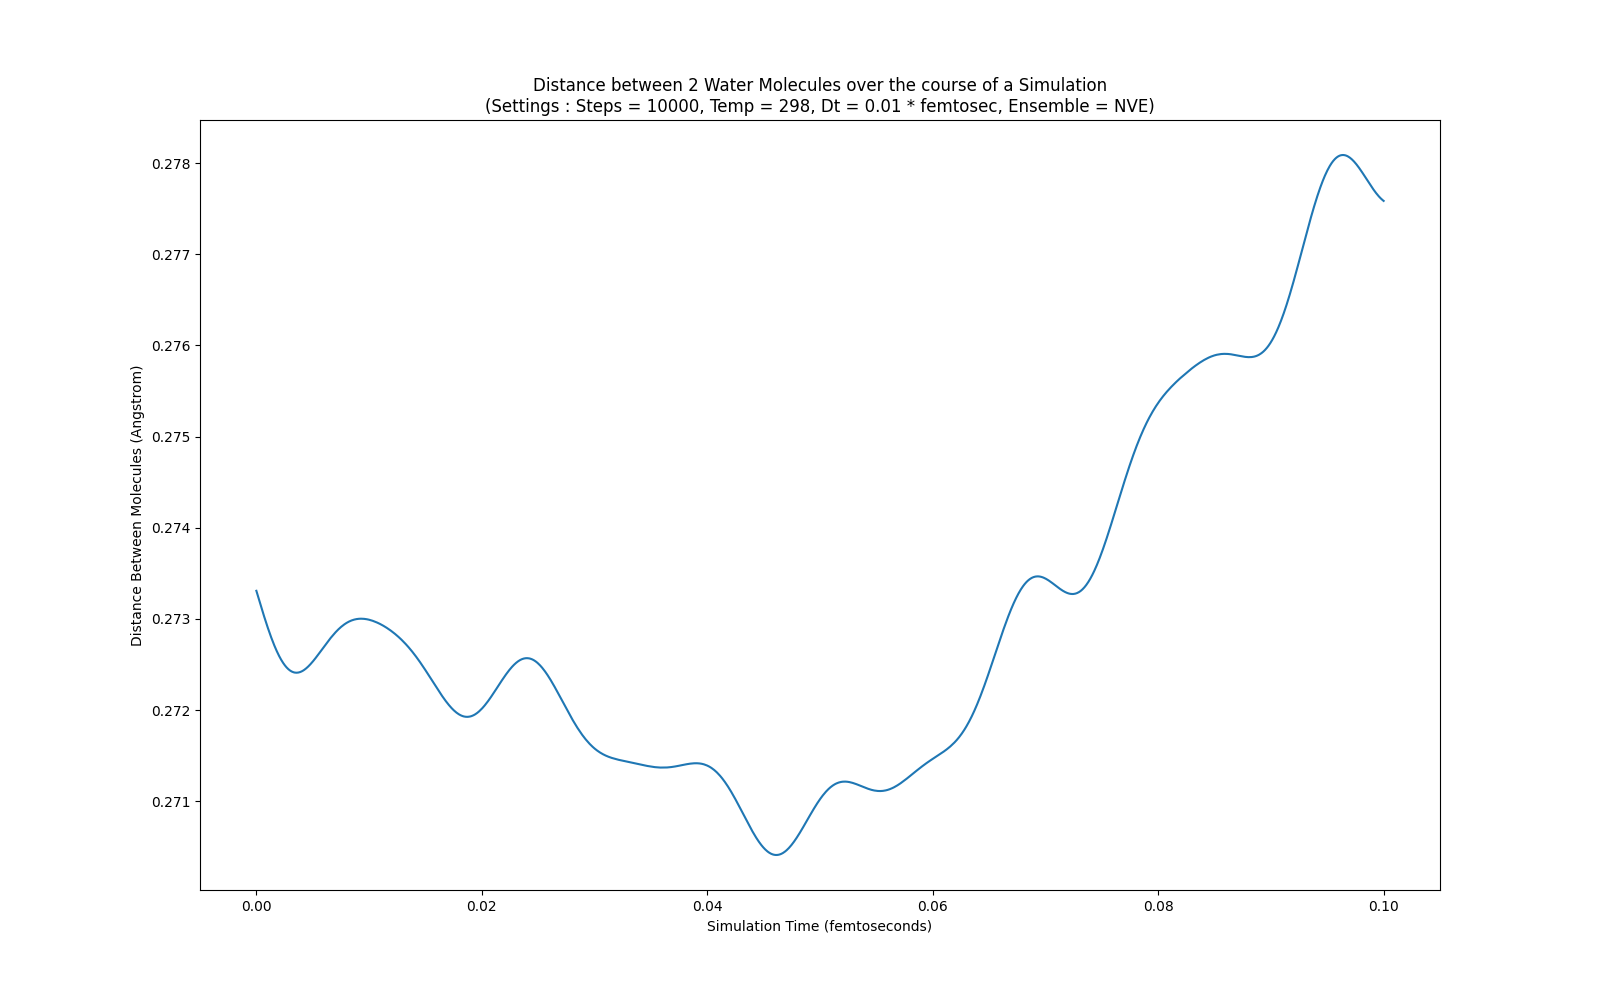 Distance between 2 Water Molecules over the course of a Simulation
(Settings : Steps = 10000, Temp = 298, Dt = 0.01 * femtosec, Ensemble = NVE)
Distance Between Molecules (Angstrom)
0.278
0.277
0.276
0.275
0.274
0.273
0.272
0.271
0.00 0.02 0.04 0.06 0.08 0.10
Simulation Time (femtoseconds)